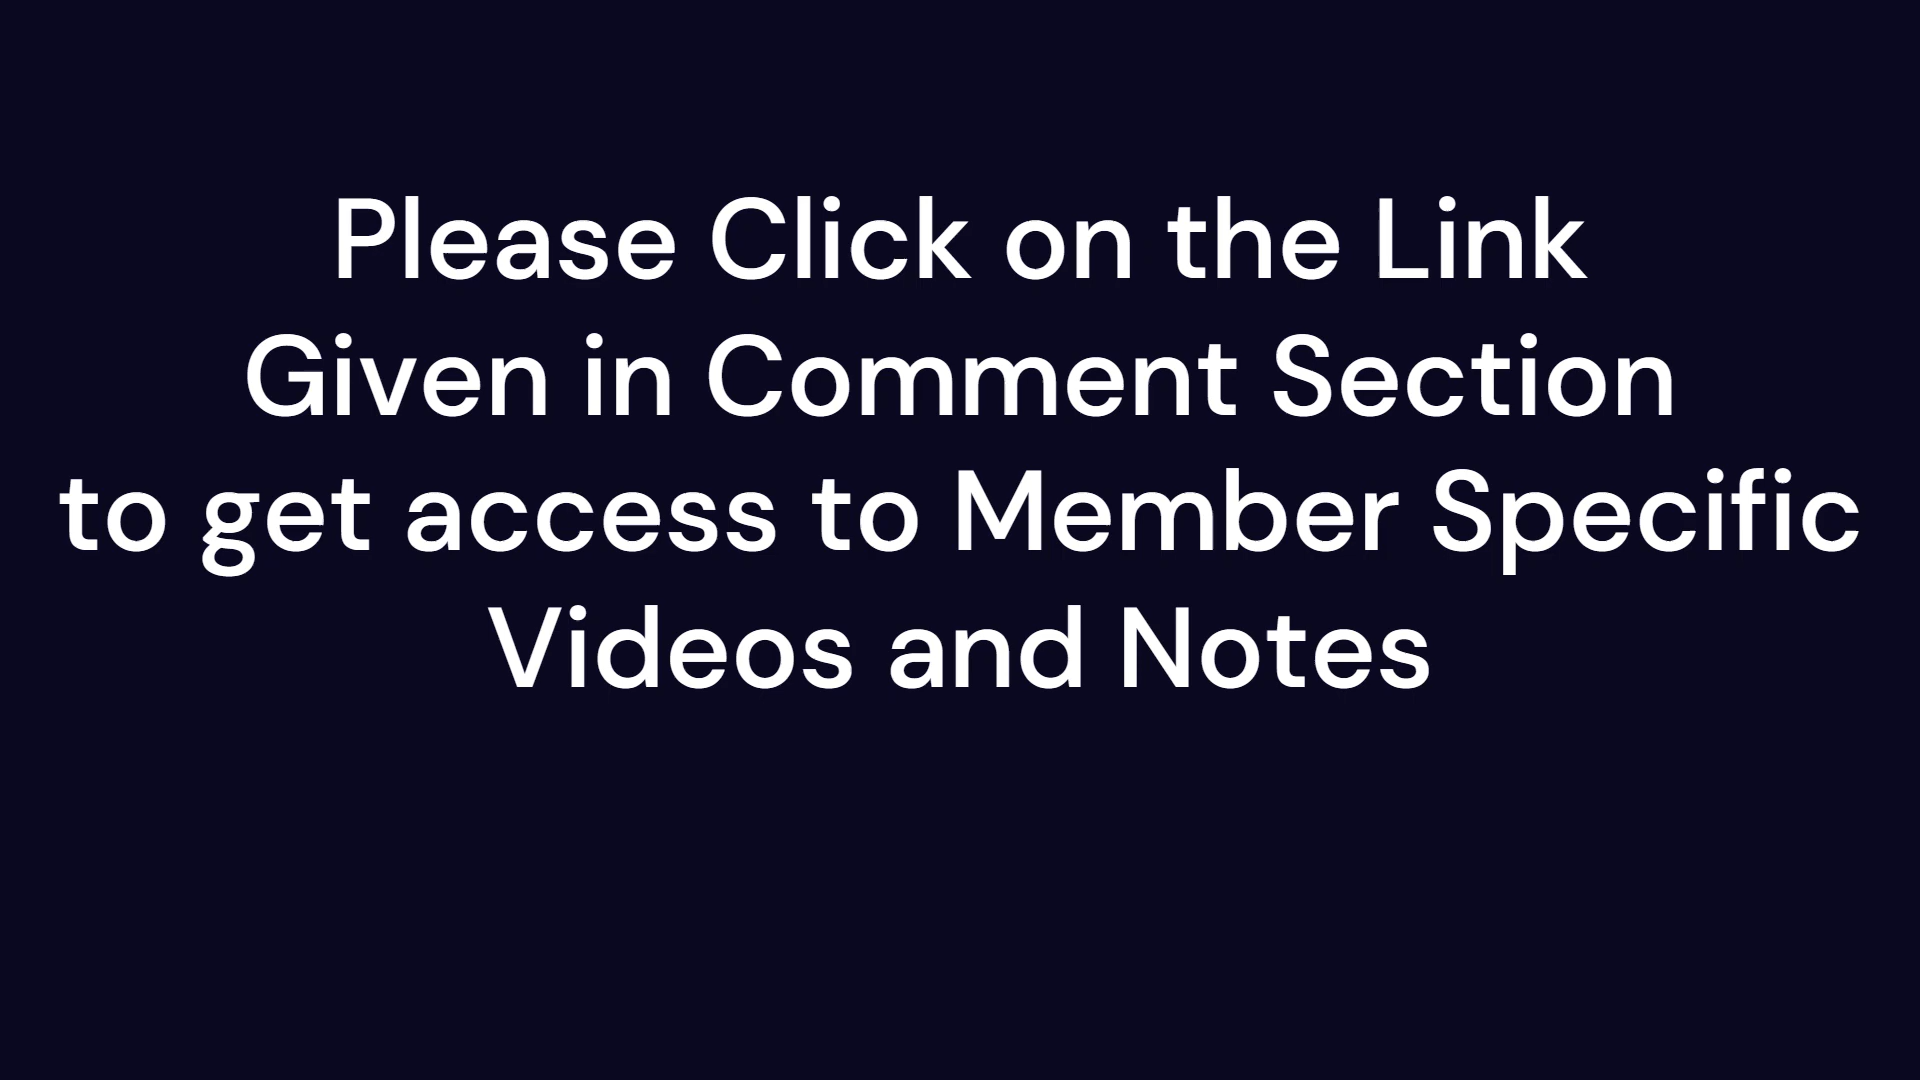 Please Click on the Link
Given in Comment Section
to get access to Member Specific
Videos and Notes